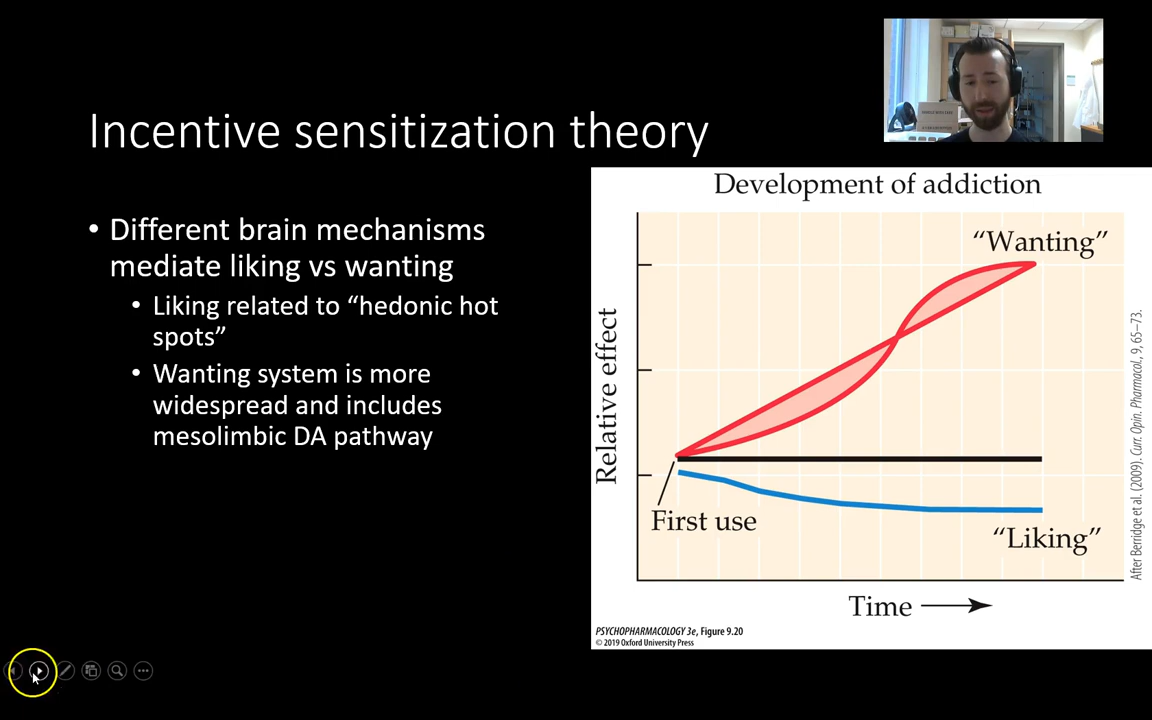 Incentive sensitization theory
• Different brain mechanisms
mediate liking vs wanting
• Liking related to “hedonic hot
spots”
• Wanting system is more
widespread and includes
mesolimbic DA pathway
Development of addiction
“Wanting”
Relative effect
First use
“Liking”
Time
After Berridge et al. (2009). Curr. Opin. Pharmacol., 9, 65–73.
PSYCHOPHARMACOLOGY 3e, Figure 9.20
© 2019 Oxford University Press